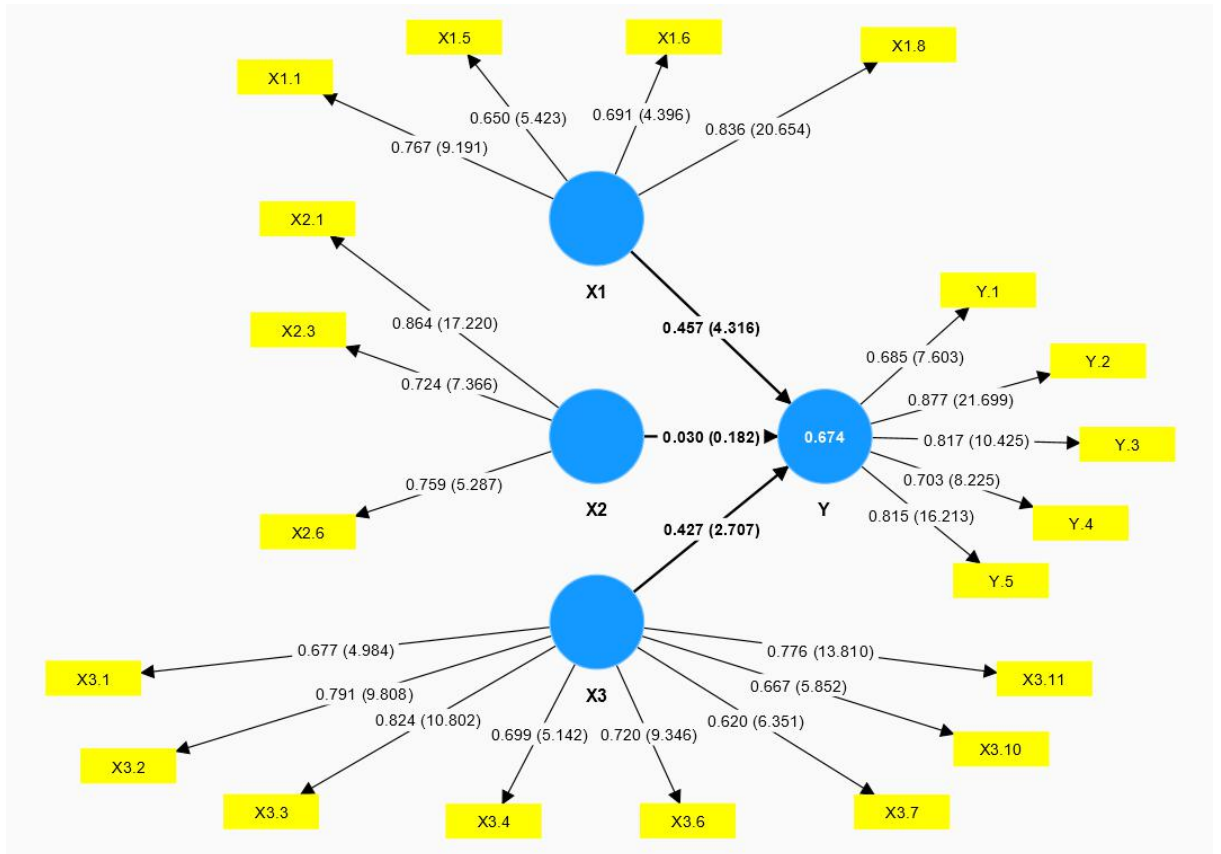 X1.5
X1.6
X1.8
X1.1
0.650 (5.423)
0.691 (4.396)
0.836 (20.654)
0.767 (9.191)
X2.1
X1
Y.1
X2.3
0.864 (17.220)
0.457 (4.316)
0.685 (7.603)
Y.2
0.724 (7.366)
0.877 (21.699)
0.030 (0.182)
0.674
0.817 (10.425)
Y.3
0.759 (5.287)
0.703 (8.225)
X2.6
X2
Y
0.815 (16.213)
Y.4
0.427 (2.707)
Y.5
0.677 (4.984)
0.776 (13.810)
X3.1
X3.11
0.791 (9.808)
X3
0.667 (5.852)
0.824 (10.802)
0.699 (5.142)
0.720 (9.346)
0.620 (6.351)
X3.10
X3.2
X3.3
X3.4
X3.6
X3.7